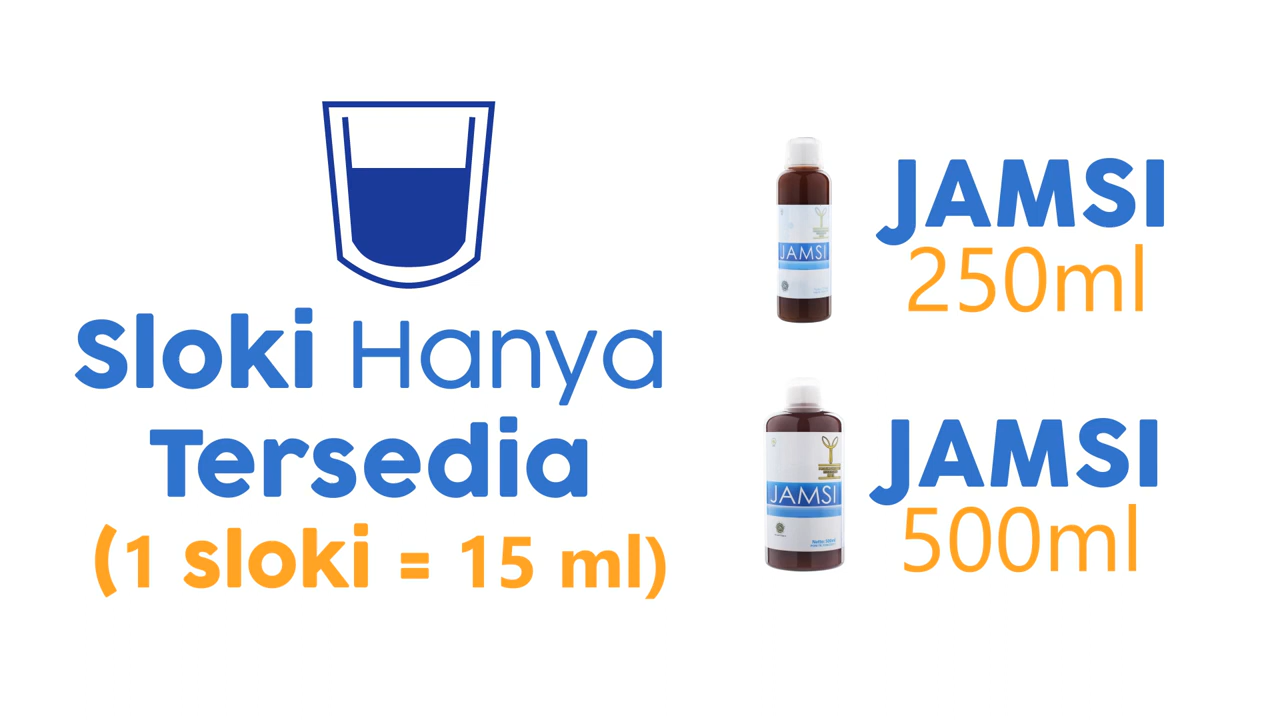 Sloki Hanya
Tersedia
(1 sloki = 15 ml)
JAMSI
JAMSI
250ml
JAMSI
JAMSI
500ml